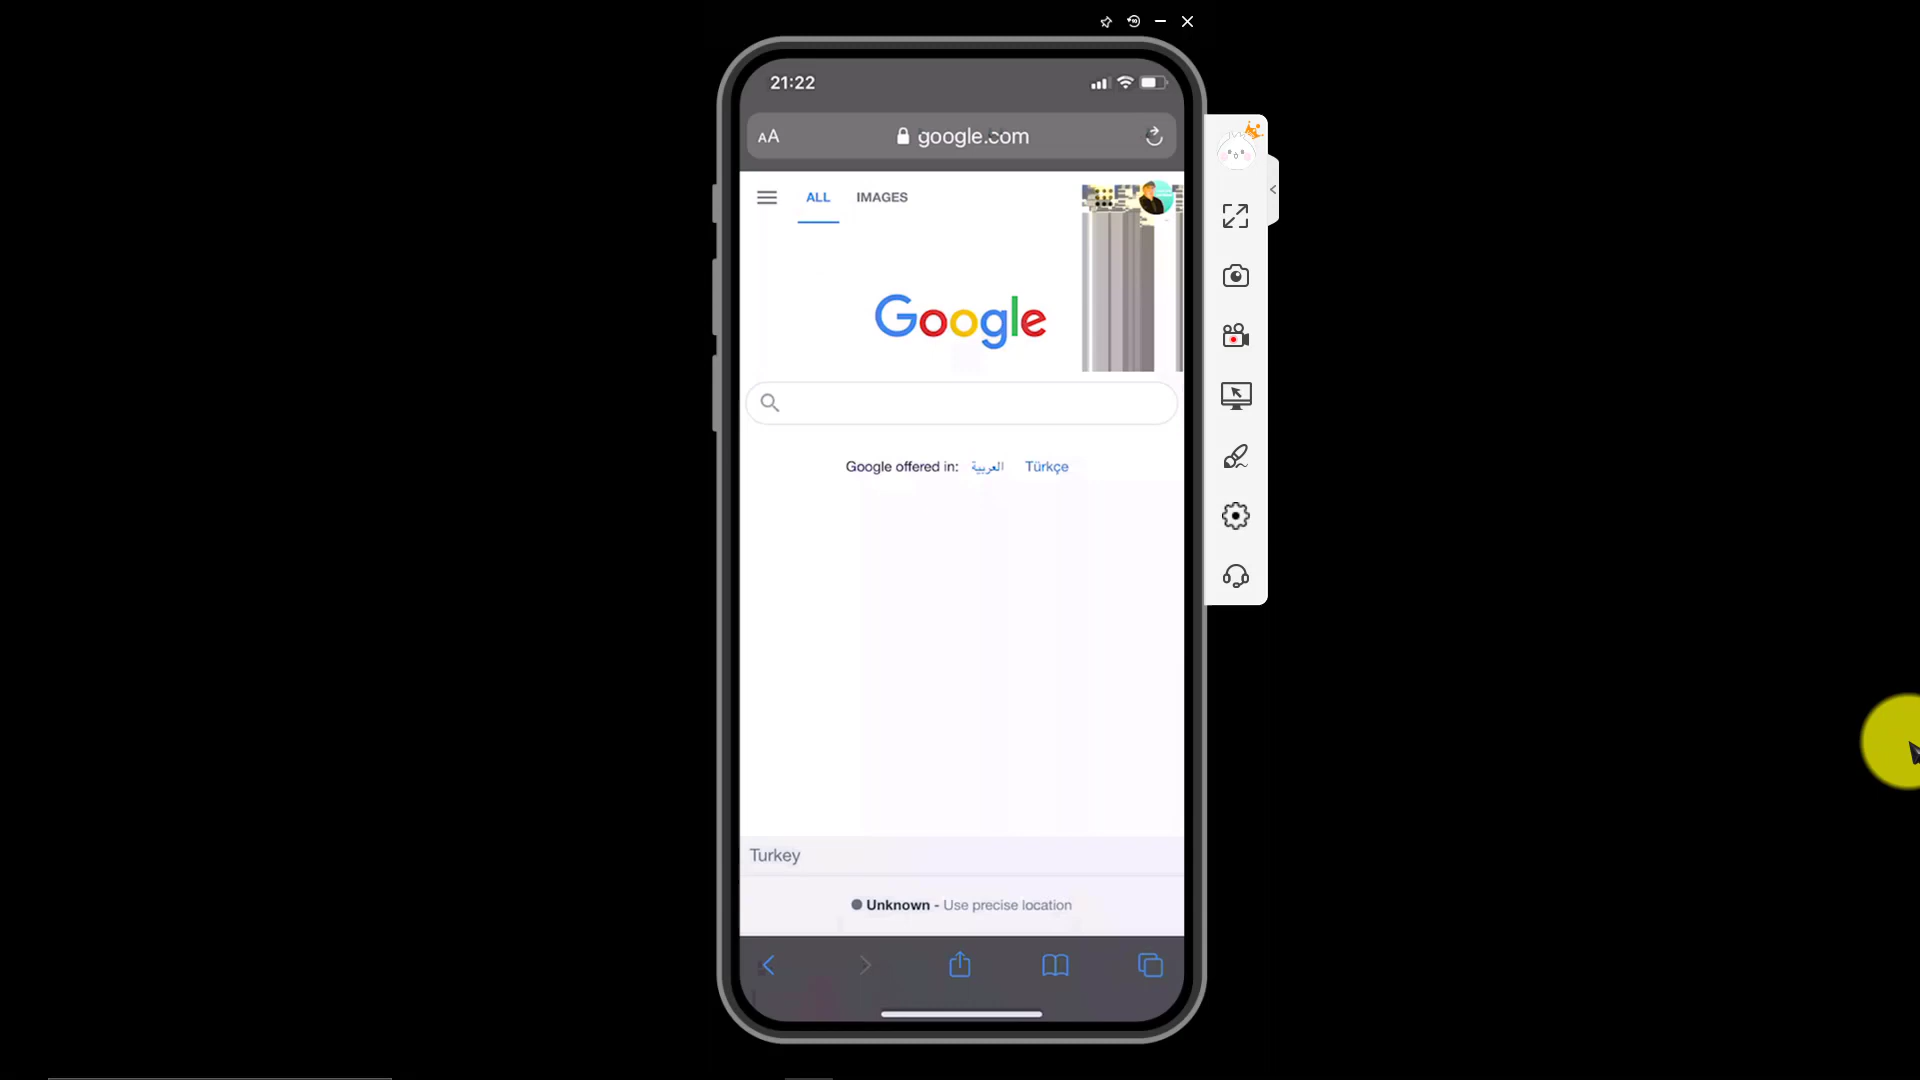 21:22
AA google.com
ALL IMAGES
Google
Google offered in: العربية Türkçe
Turkey
Unknown - Use precise location